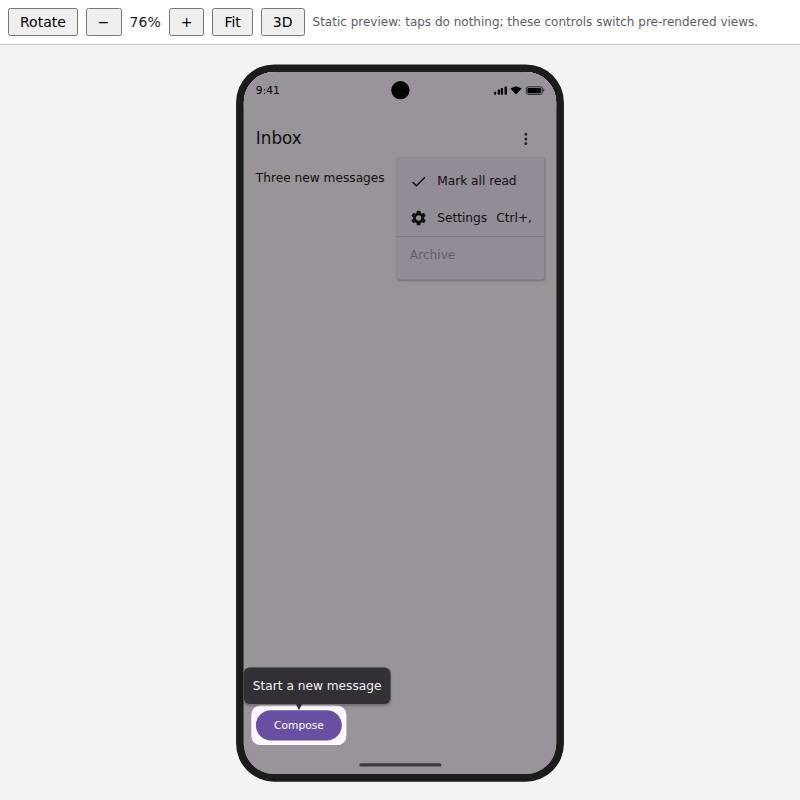 Rotate − 76% + Fit 3D Static preview: taps do nothing; these controls switch pre-rendered views.
9:41
Inbox
Three new messages
Mark all read
Settings Ctrl+,
Archive
Start a new message
Compose